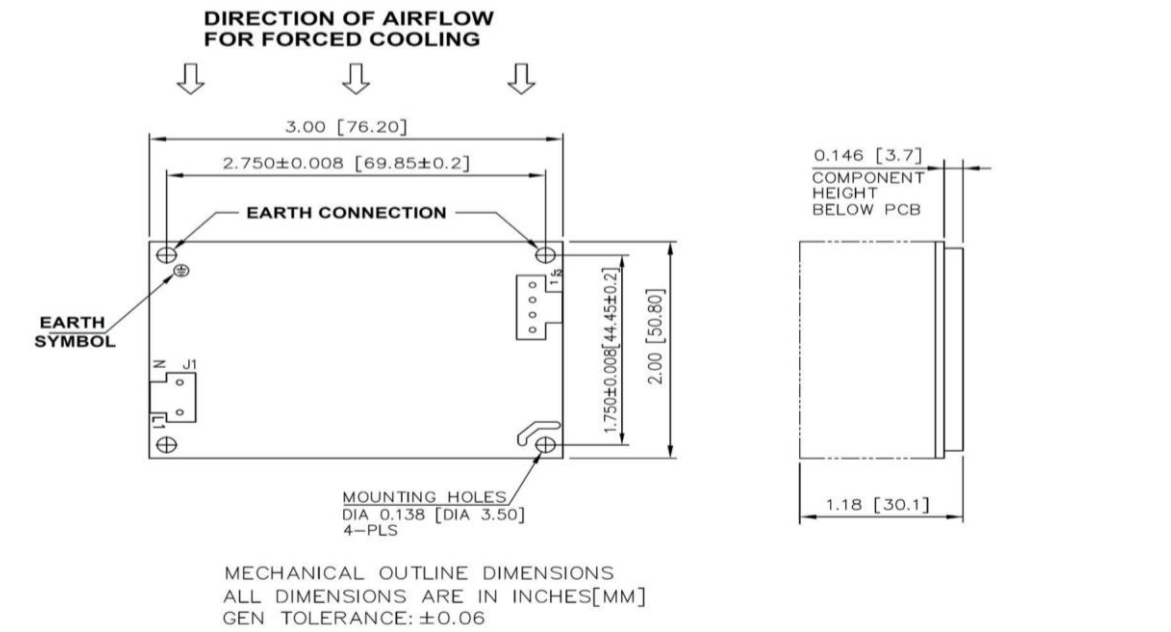 DIRECTION OF AIRFLOW
FOR FORCED COOLING
3.00 [76.20]
2.750±0.008 [69.85±0.2]
EARTH CONNECTION
0.146 [3.7]
COMPONENT
HEIGHT
BELOW PCB
J2
1
1.750±0.008[44.45±0.2]
2.00 [50.80]
EARTH
SYMBOL
N
J1
L1
1.18 [30.1]
MOUNTING HOLES
DIA 0.138 [DIA 3.50]
4-PLS
MECHANICAL OUTLINE DIMENSIONS
ALL DIMENSIONS ARE IN INCHES[MM]
GEN TOLERANCE: ±0.06